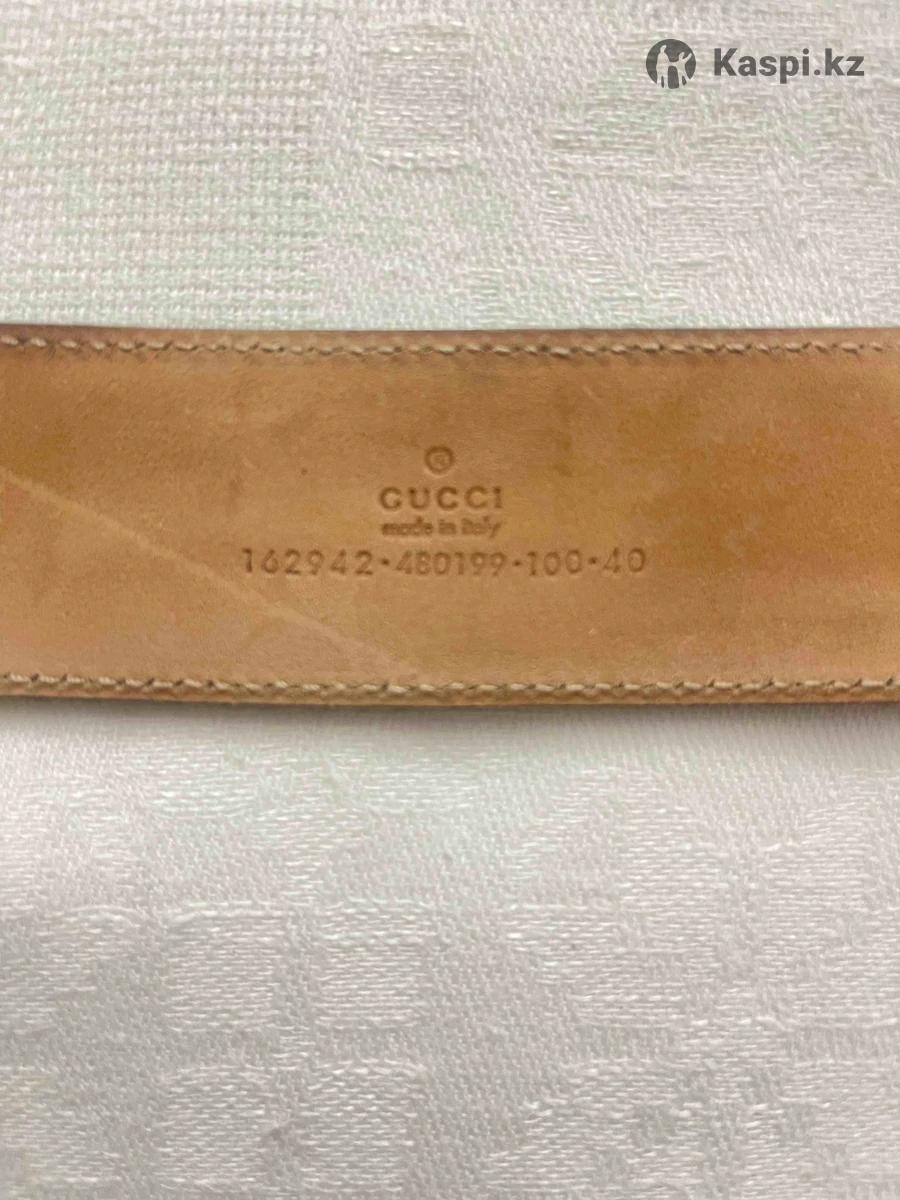 Kaspi.kz
®
GUCCI
made in italy
162942·480199·100·40